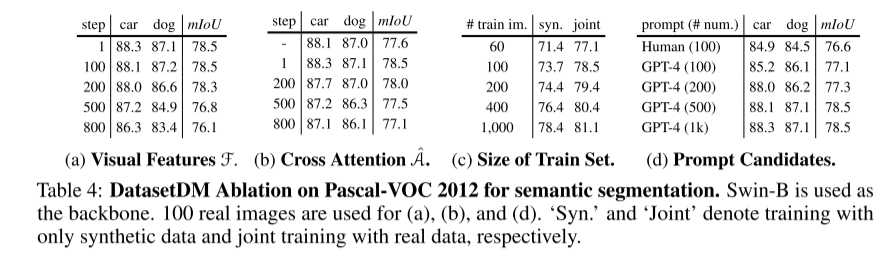 step car dog mIoU
1 88.3 87.1 78.5
100 88.1 87.2 78.5
200 88.0 86.6 78.3
500 87.2 84.9 76.8
800 86.3 83.4 76.1
(a) Visual Features ℱ.
step car dog mIoU
- 88.1 87.0 77.6
1 88.3 87.1 78.5
200 87.7 87.0 78.0
500 87.2 86.3 77.5
800 87.1 86.1 77.1
(b) Cross Attention 𝒜̂.
# train im. syn. joint
60 71.4 77.1
100 73.7 78.5
200 74.4 79.4
400 76.4 80.4
1,000 78.4 81.1
(c) Size of Train Set.
prompt (# num.) car dog mIoU
Human (100) 84.9 84.5 76.6
GPT-4 (100) 85.2 86.1 77.1
GPT-4 (200) 88.0 86.2 77.3
GPT-4 (500) 88.1 87.1 78.5
GPT-4 (1k) 88.3 87.1 78.5
(d) Prompt Candidates.
Table 4: DatasetDM Ablation on Pascal-VOC 2012 for semantic segmentation. Swin-B is used as
the backbone. 100 real images are used for (a), (b), and (d). ‘Syn.’ and ‘Joint’ denote training with
only synthetic data and joint training with real data, respectively.